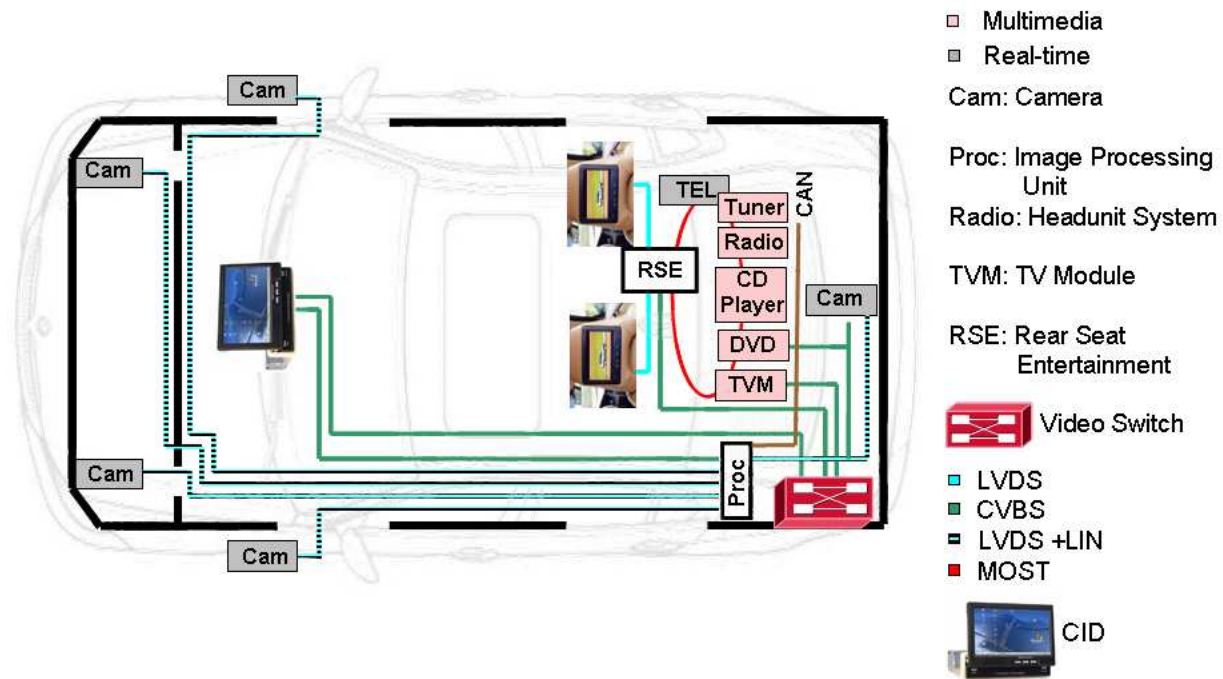 Cam
Cam
Cam
Cam
TEL
Tuner
Radio
CD
Player
DVD
TVM
RSE
CAN
Cam
Proc
Multimedia
Real-time
Cam: Camera
Proc: Image Processing
Unit
Radio: Headunit System
TVM: TV Module
RSE: Rear Seat
Entertainment
Video Switch
LVDS
CVBS
LVDS +LIN
MOST
CID